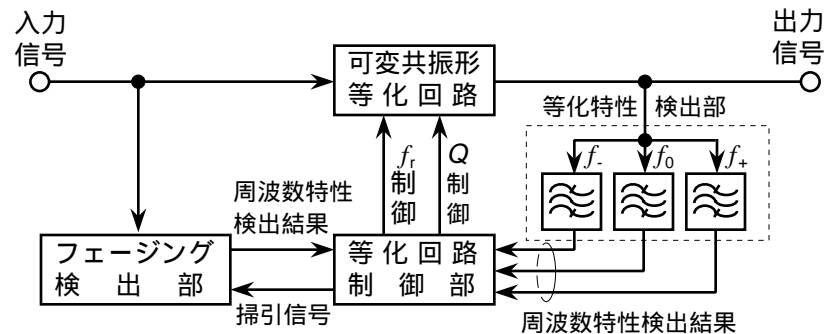 入力
信号
出力
信号
可変共振形
等化回路
等化特性 検出部
f-
f0
f+
fr
制御
Q
制御
周波数特性
検出結果
フェージング
検出部
等化回路
制御部
掃引信号
周波数特性検出結果